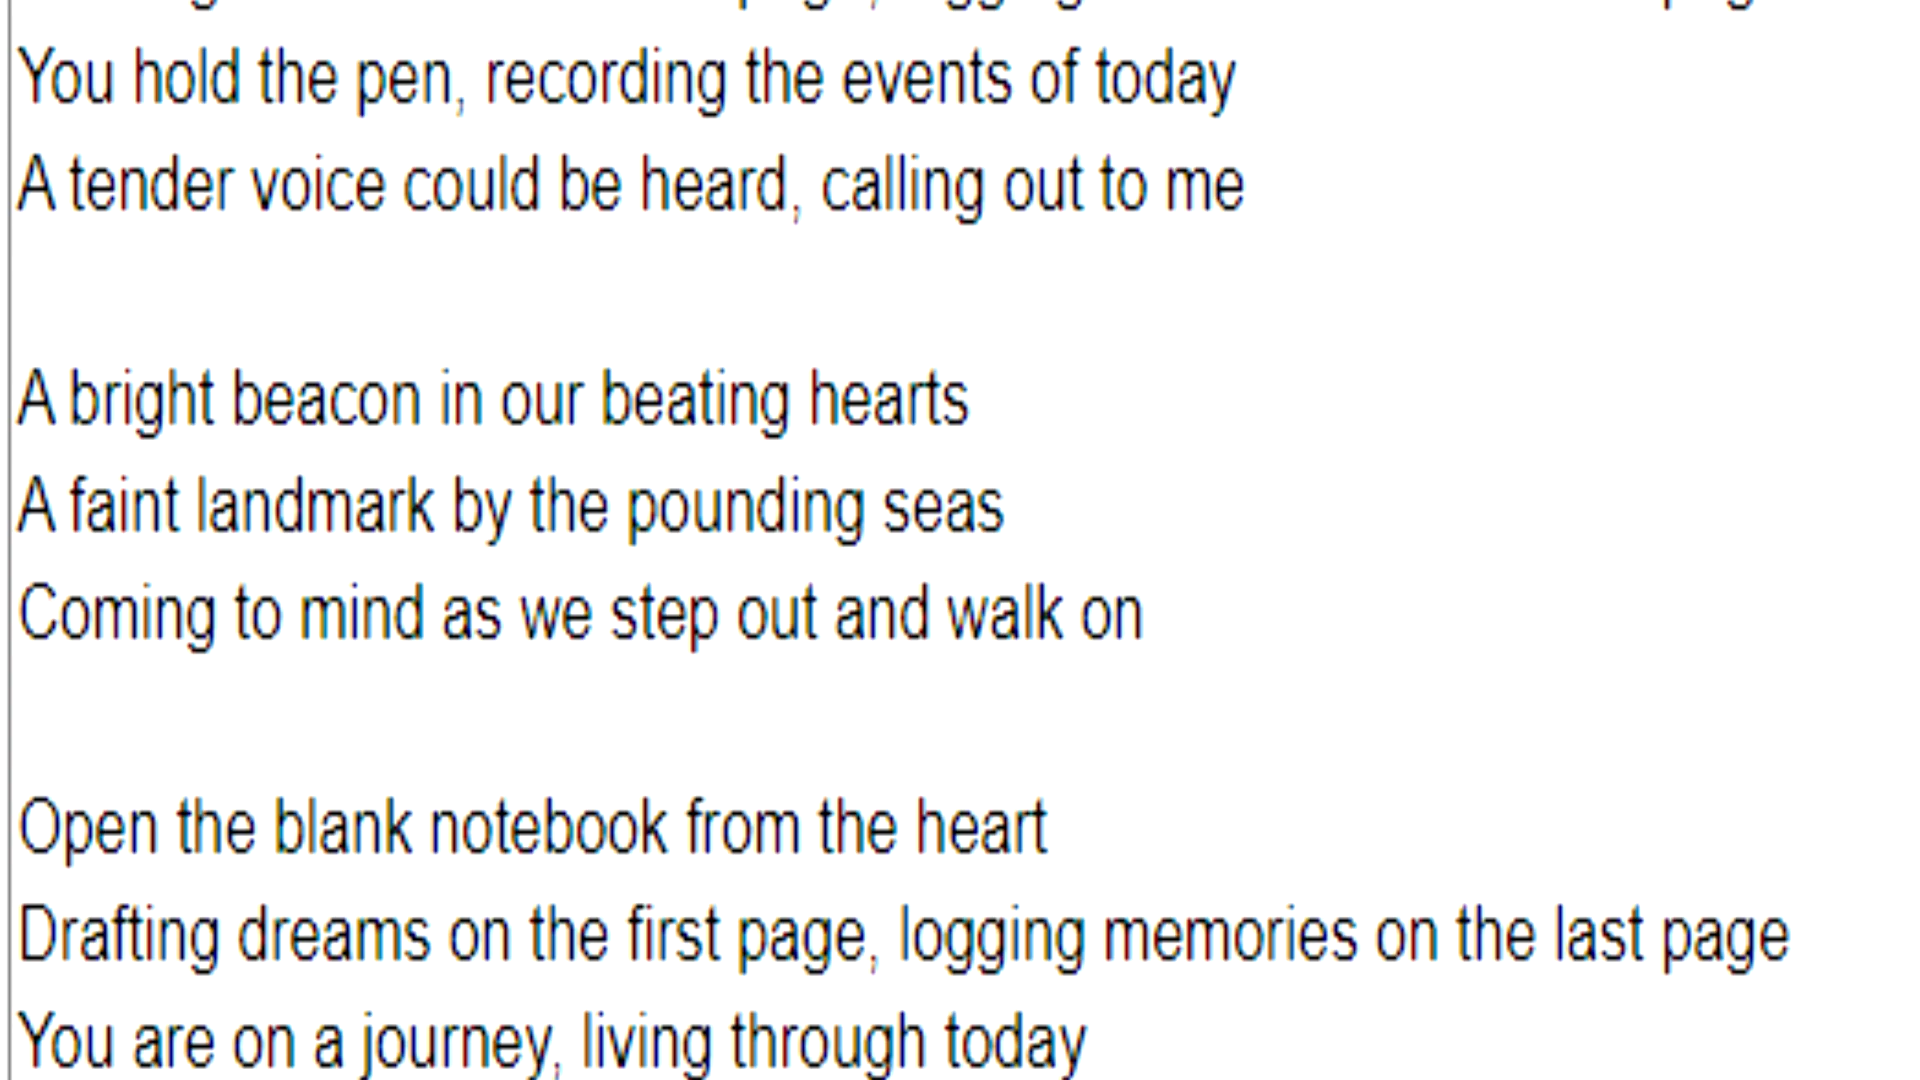 You hold the pen, recording the events of today
A tender voice could be heard, calling out to me
A bright beacon in our beating hearts
A faint landmark by the pounding seas
Coming to mind as we step out and walk on
Open the blank notebook from the heart
Drafting dreams on the first page, logging memories on the last page
You are on a journey, living through today